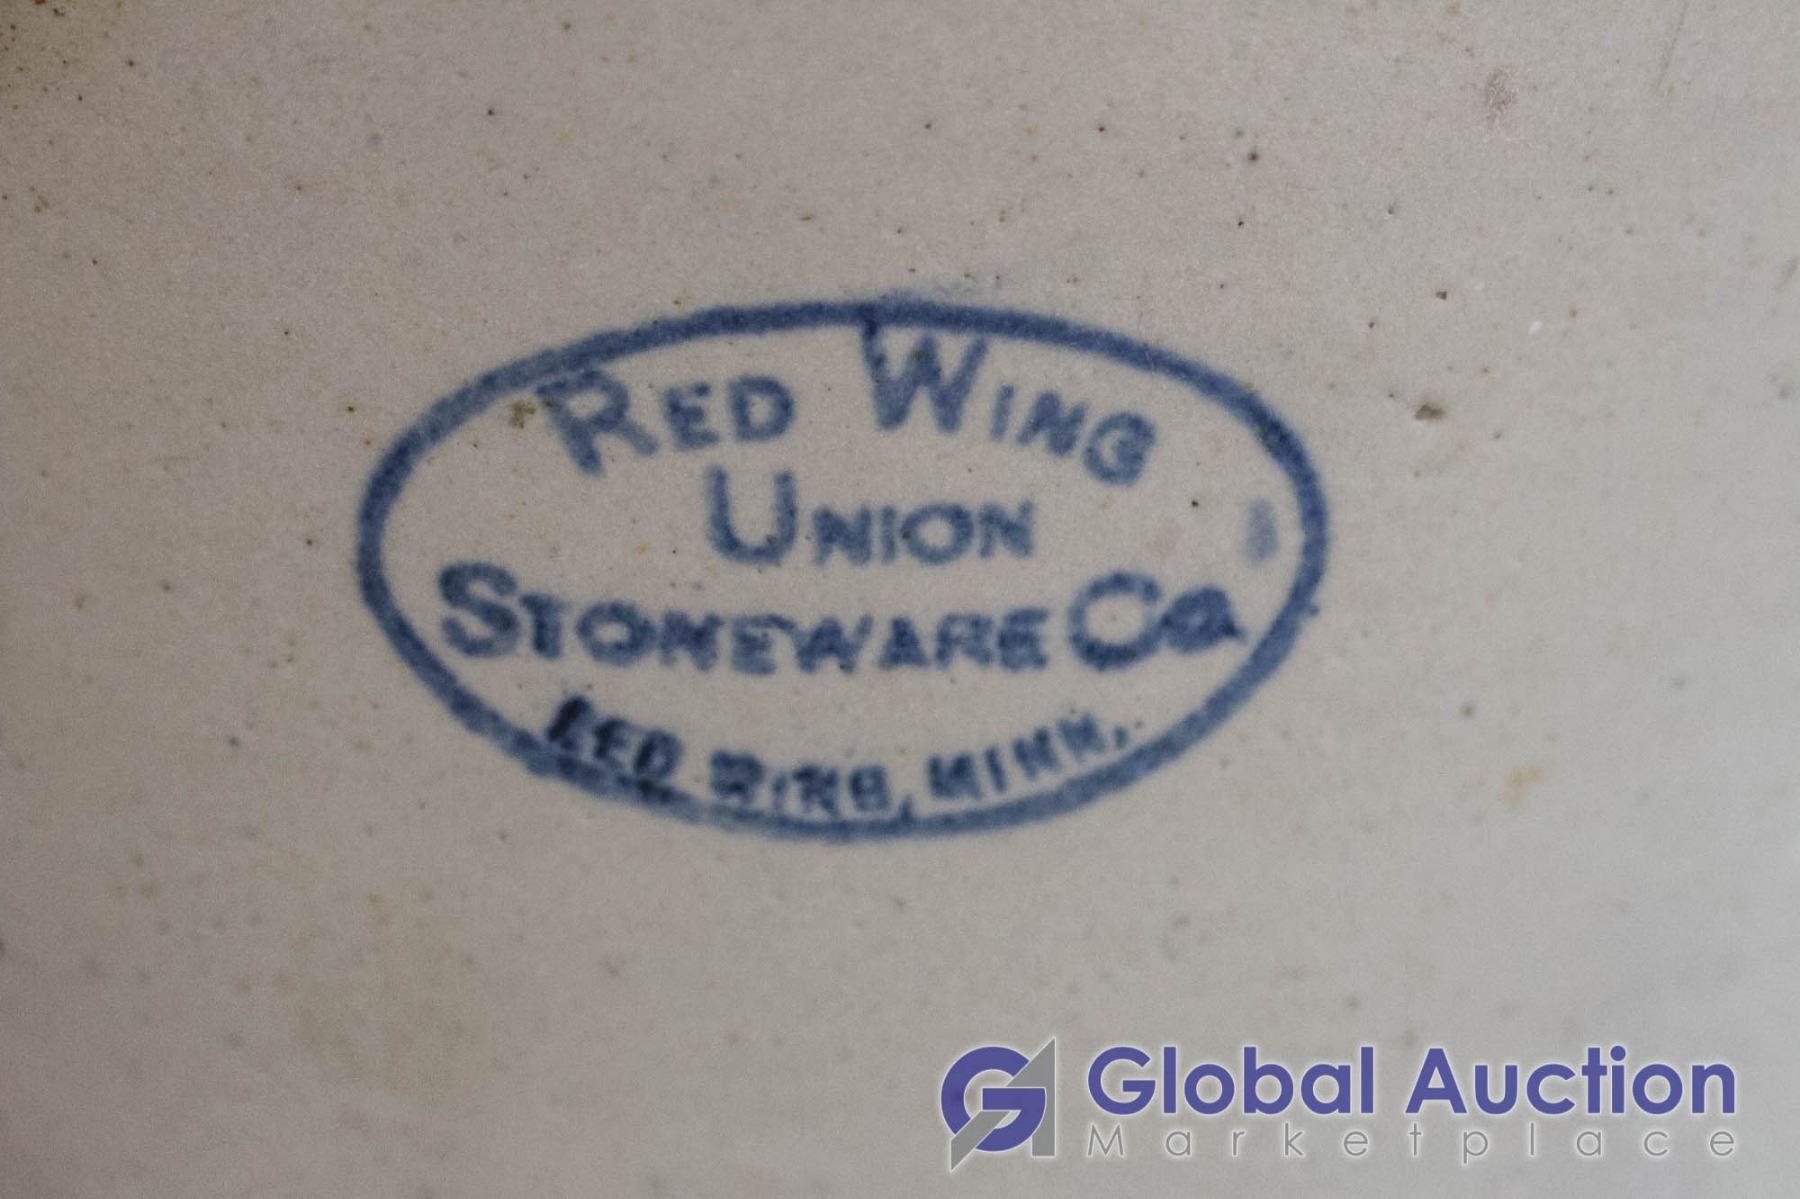 Red Wing
Union
Stoneware Co.
Red Wing, Minn.
Global Auction
Marketplace